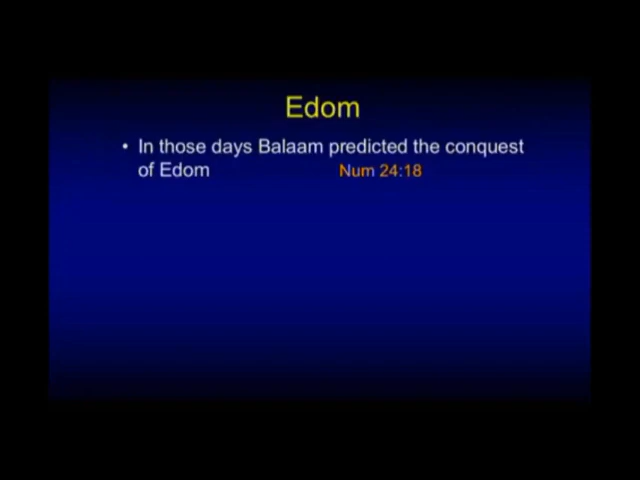 Edom
• In those days Balaam predicted the conquest
of Edom Num 24:18